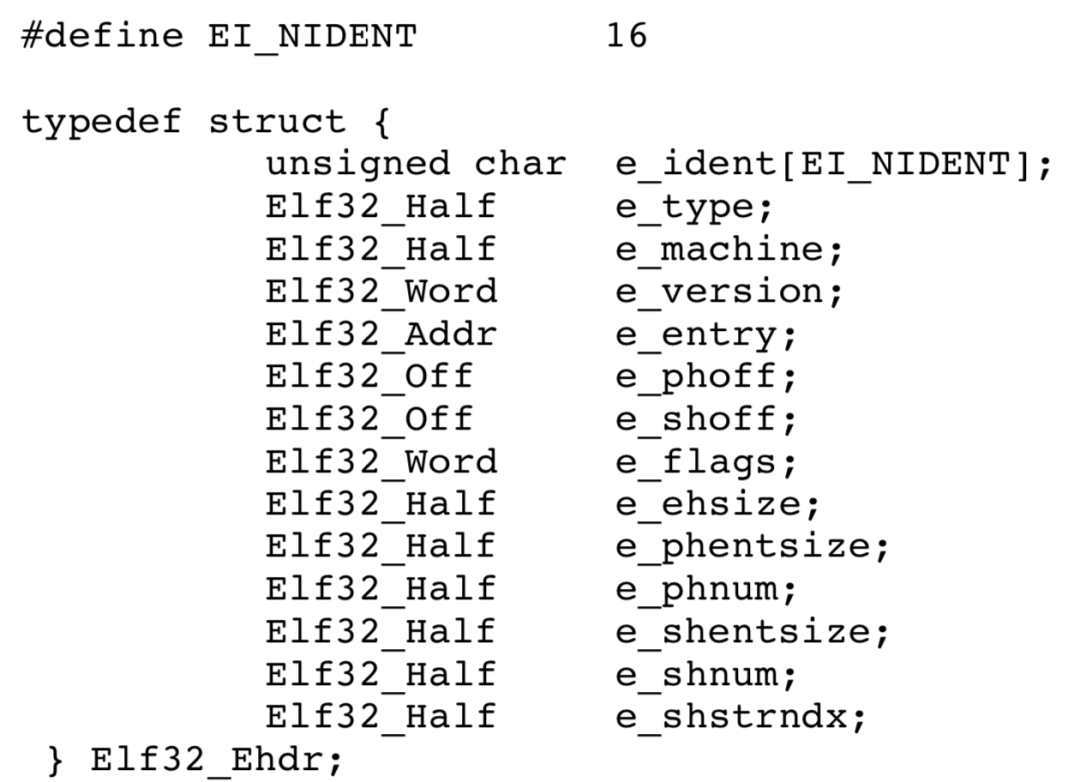 #define EI_NIDENT 16
typedef struct {
unsigned char e_ident[EI_NIDENT];
Elf32_Half e_type;
Elf32_Half e_machine;
Elf32_Word e_version;
Elf32_Addr e_entry;
Elf32_Off e_phoff;
Elf32_Off e_shoff;
Elf32_Word e_flags;
Elf32_Half e_ehsize;
Elf32_Half e_phentsize;
Elf32_Half e_phnum;
Elf32_Half e_shentsize;
Elf32_Half e_shnum;
Elf32_Half e_shstrndx;
} Elf32_Ehdr;